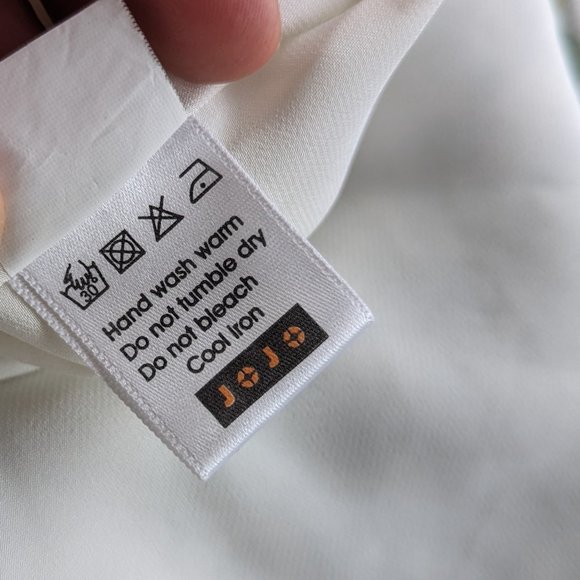 30
Hand wash warm
Do not tumble dry
Do not bleach
Cool iron
JOJO